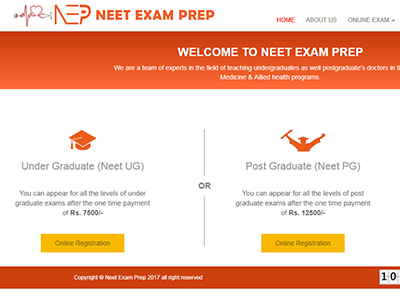 NEP NEET EXAM PREP
HOME ABOUT US ONLINE EXAM
WELCOME TO NEET EXAM PREP
We are a team of experts in the field of teaching undergraduates as well postgraduate's doctors in th
Medicine & Allied health programs.
Under Graduate (Neet UG)
You can appear for all the levels of under
graduate exams after the one time payment
of Rs. 7500/-
Online Registration
OR
Post Graduate (Neet PG)
You can appear for all the levels of post
graduate exams after the one time payment
of Rs. 12500/-
Online Registration
Copyright © Neet Exam Prep 2017 all right reserved
10